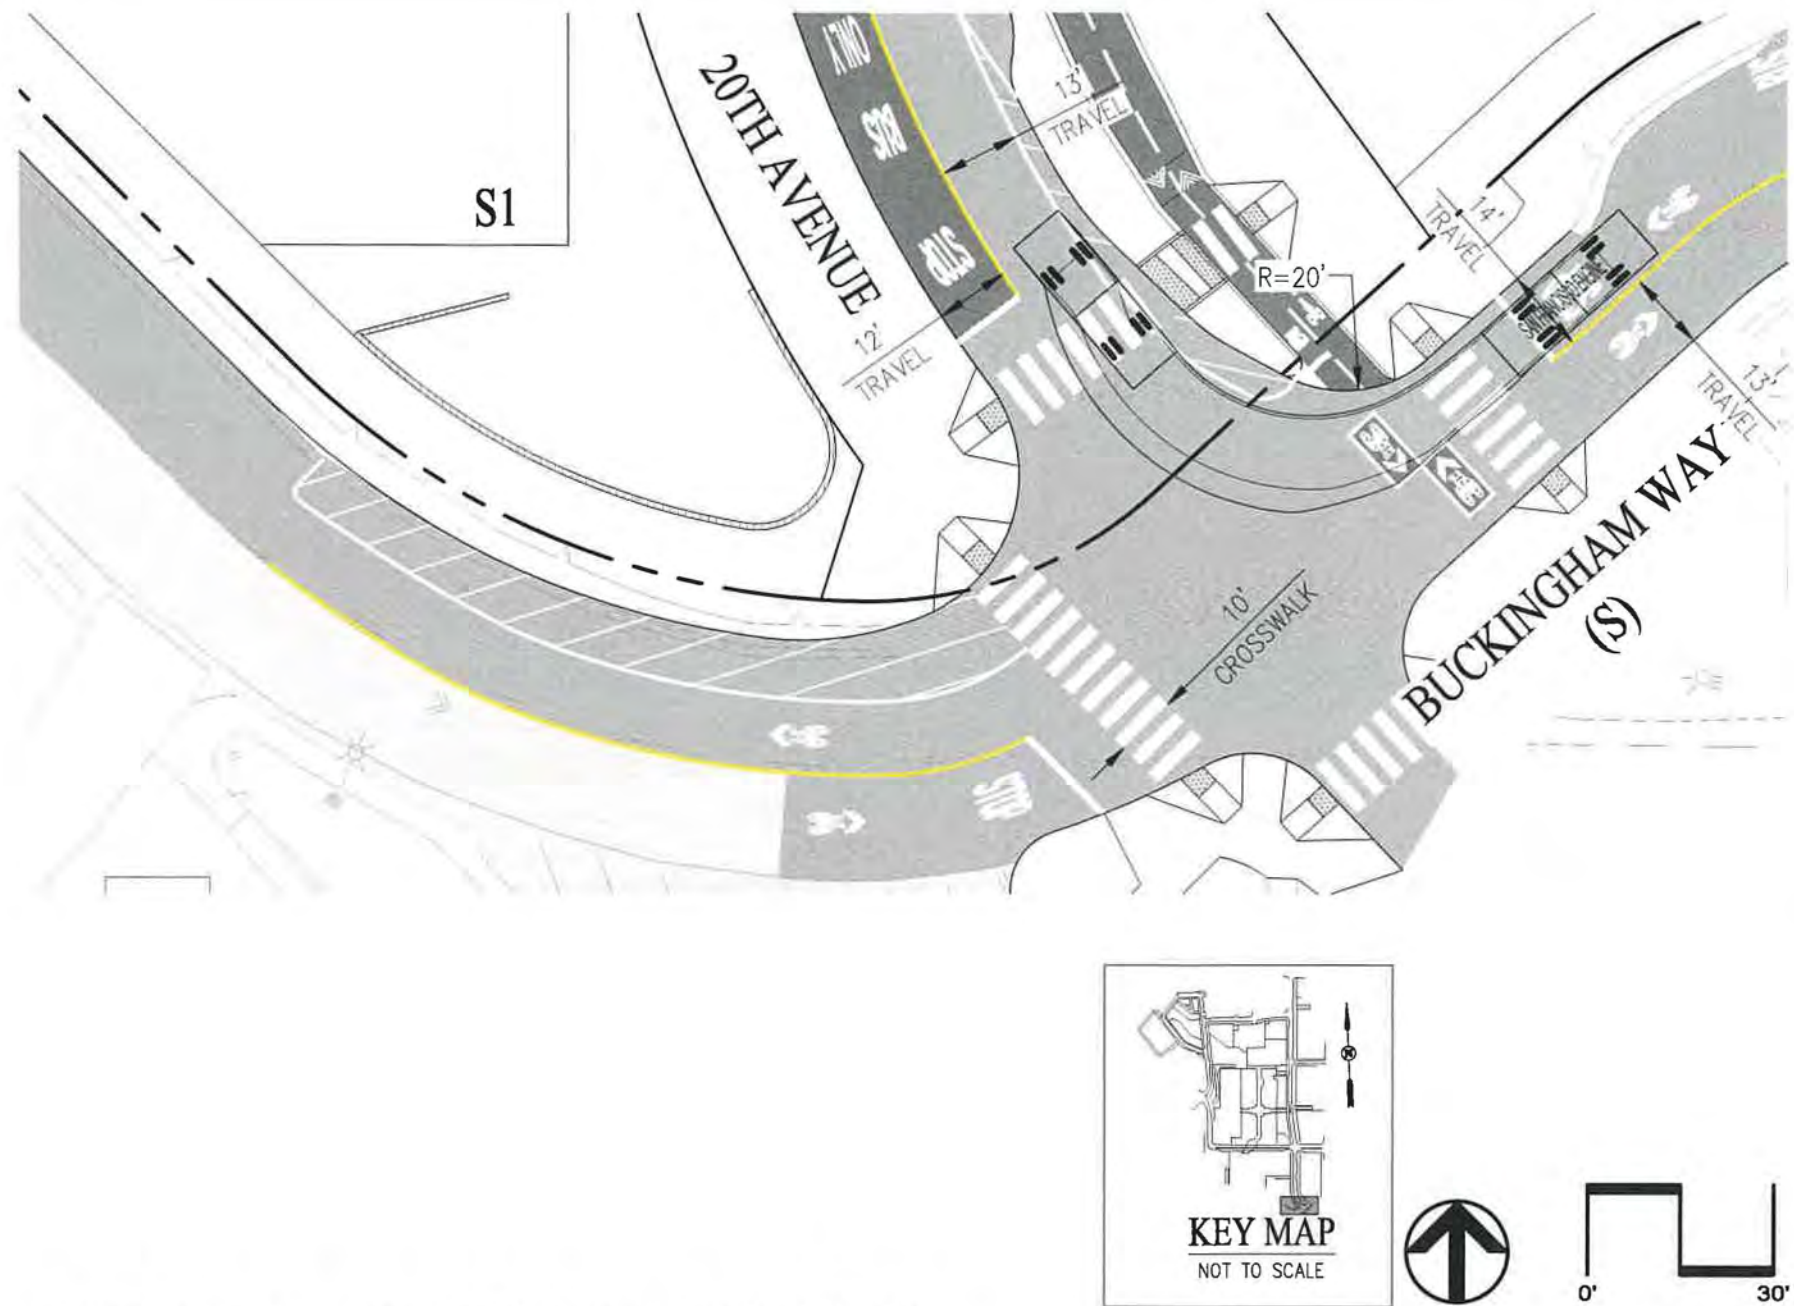 ONLY
BUS
STOP
20TH AVENUE
S1
13'
TRAVEL
12'
TRAVEL
R=20'
14'
TRAVEL
13'
TRAVEL
10'
CROSSWALK
BUCKINGHAM WAY
(S)
STOP
KEY MAP
NOT TO SCALE
0'
30'